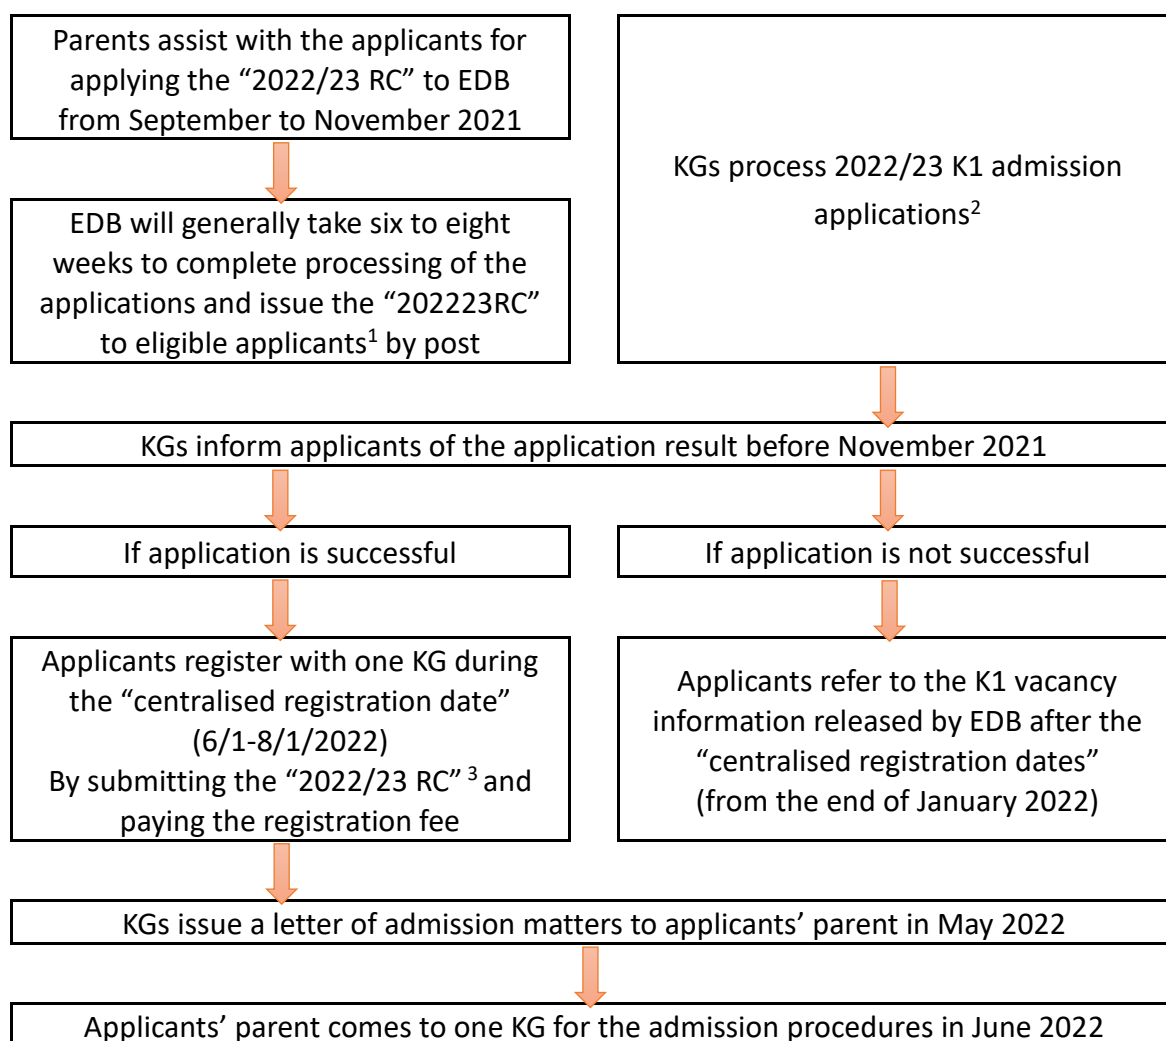 Parents assist with the applicants for
applying the “2022/23 RC” to EDB
from September to November 2021
EDB will generally take six to eight
weeks to complete processing of the
applications and issue the “202223RC”
to eligible applicants1 by post
KGs process 2022/23 K1 admission
applications2
KGs inform applicants of the application result before November 2021
If application is successful
If application is not successful
Applicants register with one KG during
the “centralised registration date”
(6/1-8/1/2022)
By submitting the “2022/23 RC” 3 and
paying the registration fee
Applicants refer to the K1 vacancy
information released by EDB after the
“centralised registration dates”
(from the end of January 2022)
KGs issue a letter of admission matters to applicants’ parent in May 2022
Applicants’ parent comes to one KG for the admission procedures in June 2022